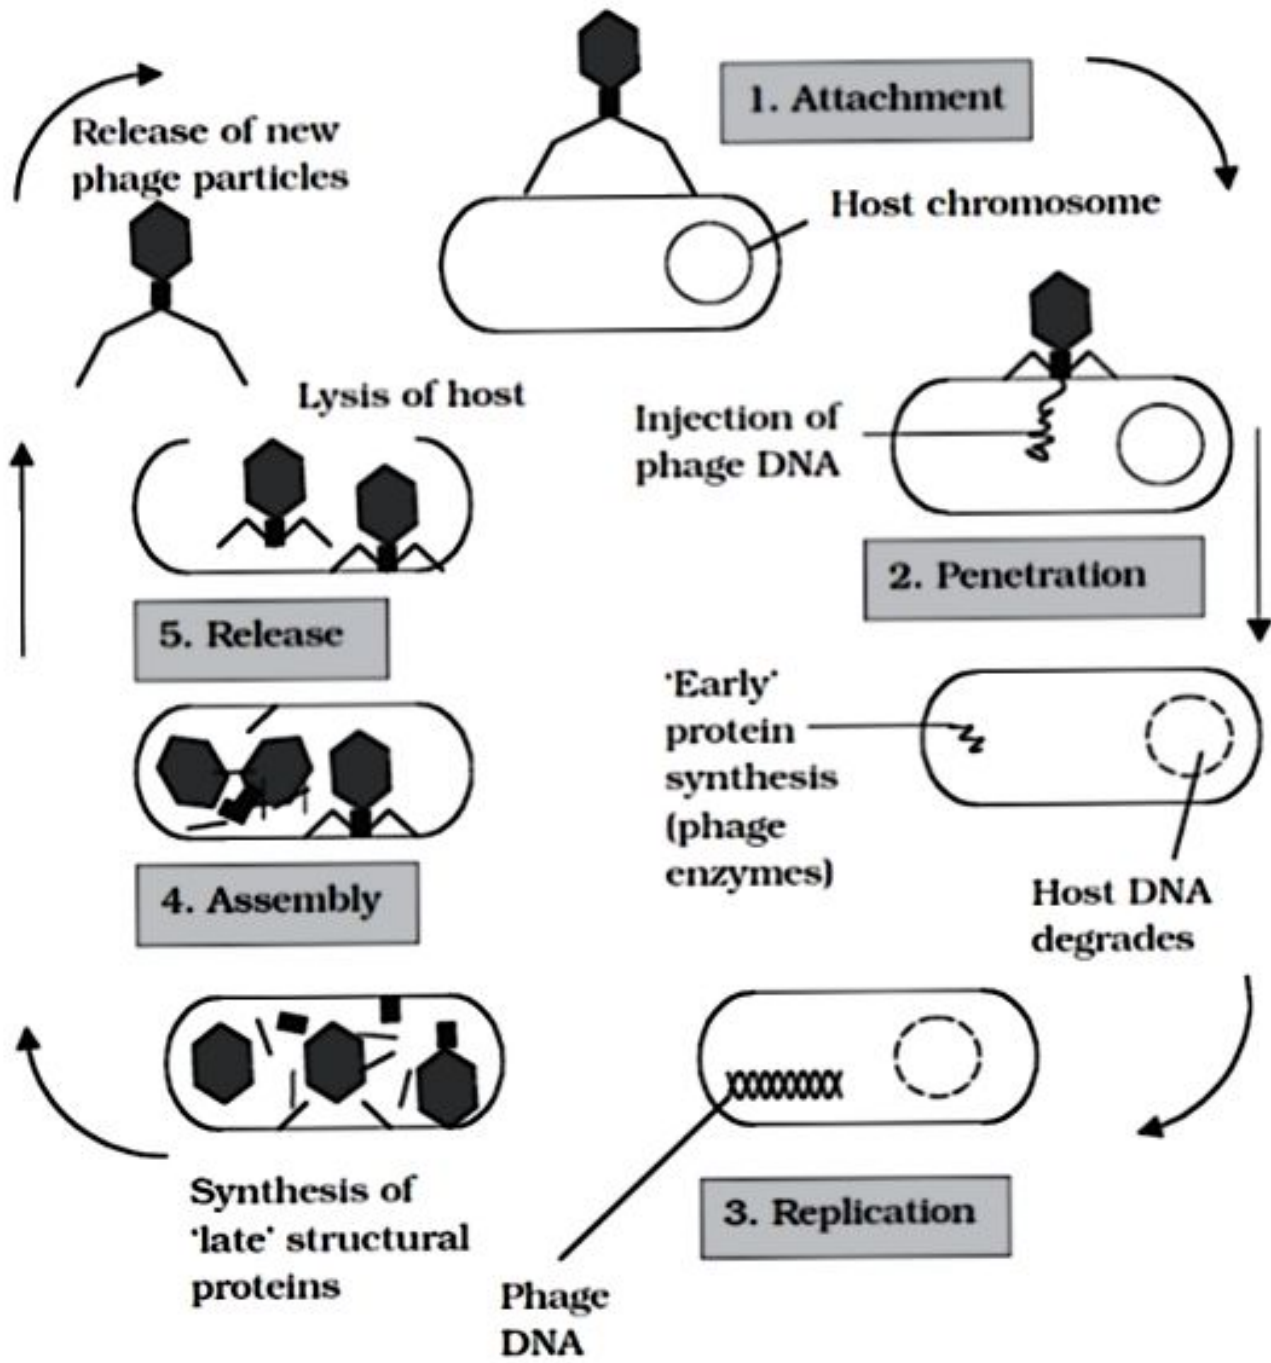 1. Attachment
Host chromosome
Injection of
phage DNA
2. Penetration
'Early'
protein
synthesis
(phage
enzymes)
Host DNA
degrades
3. Replication
Phage
DNA
Synthesis of
'late' structural
proteins
4. Assembly
5. Release
Lysis of host
Release of new
phage particles